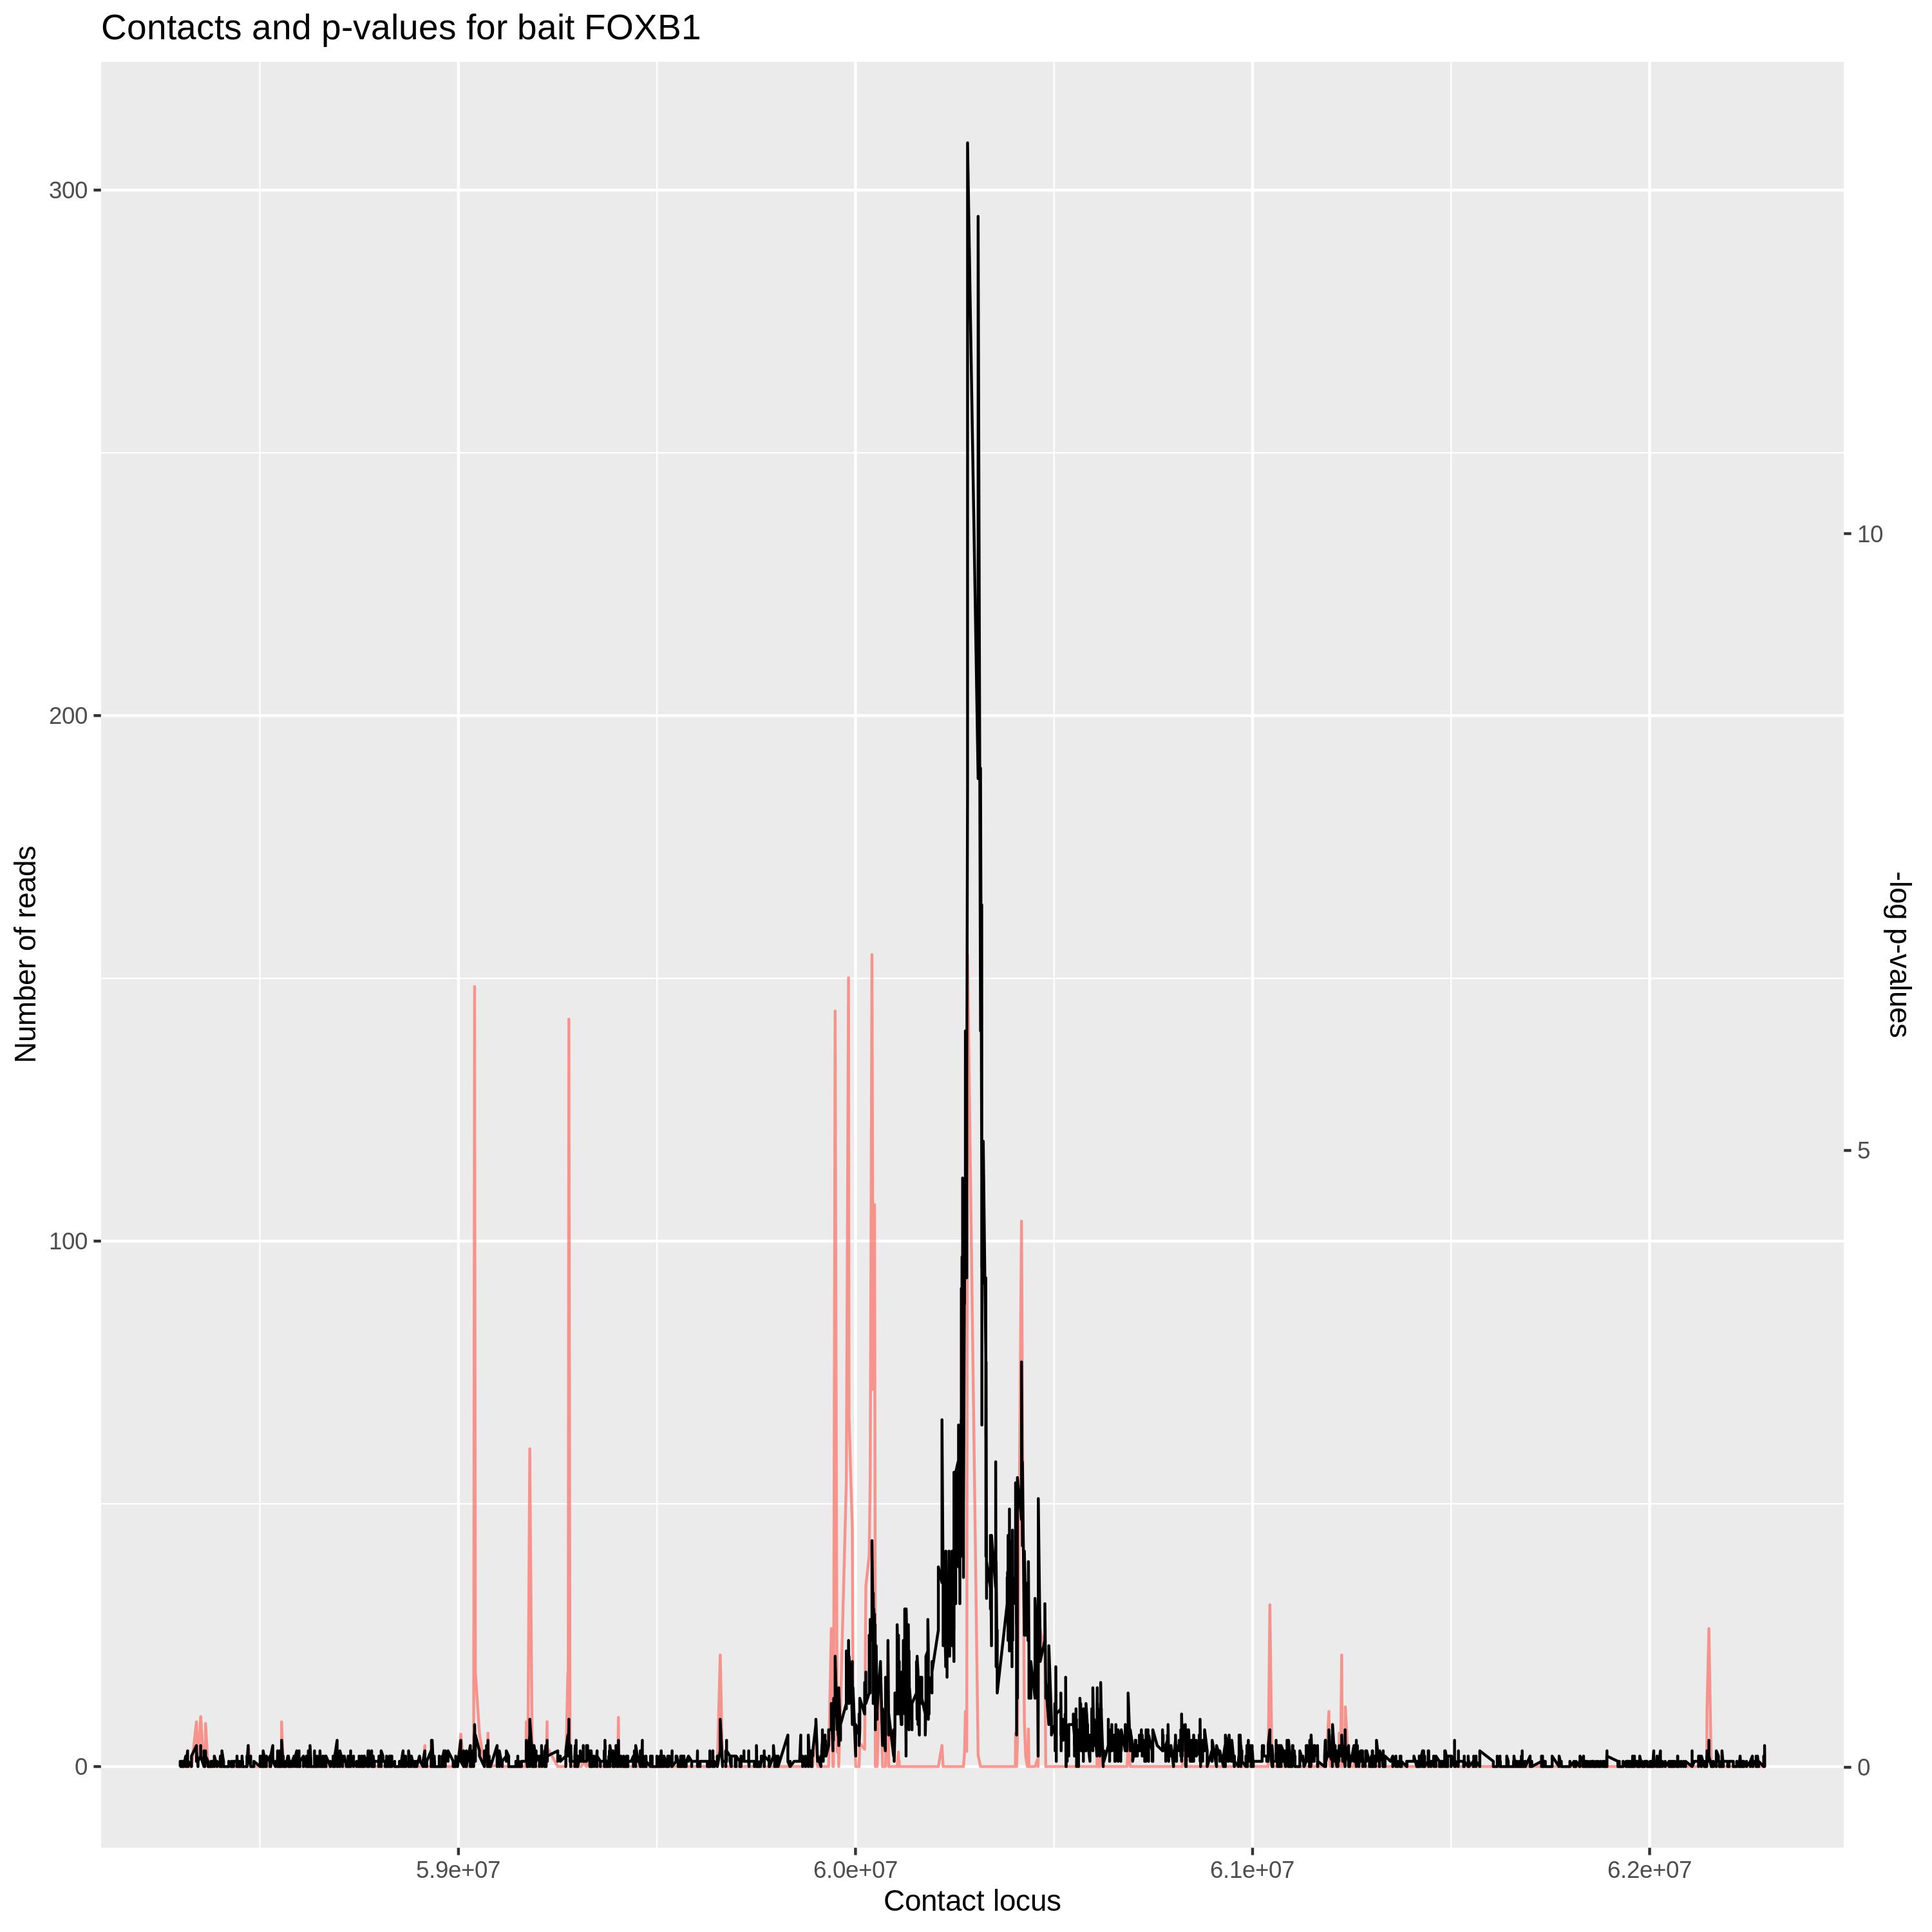 Contacts and p-values for bait FOXB1
300
200
100
0
Number of reads
10
5
0
-log p-values
5.9e+07
6.0e+07
6.1e+07
6.2e+07
Contact locus